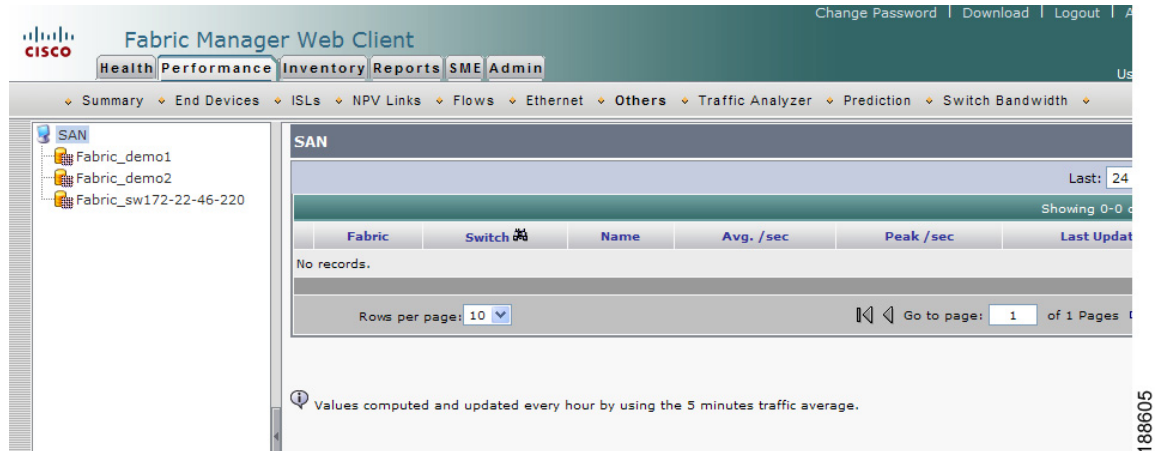 Change Password | Download | Logout |
CISCO
Fabric Manager Web Client
Health Performance Inventory Reports SME Admin
Summary End Devices ISLs NPV Links Flows Ethernet Others Traffic Analyzer Prediction Switch Bandwidth
SAN
Fabric_demo1
Fabric_demo2
Fabric_sw172-22-46-220
SAN
Last: 24
Showing 0-0
Fabric Switch Name Avg. /sec Peak /sec Last Updat
No records.
Rows per page: 10
Go to page: 1 of 1 Pages
Values computed and updated every hour by using the 5 minutes traffic average.
188605